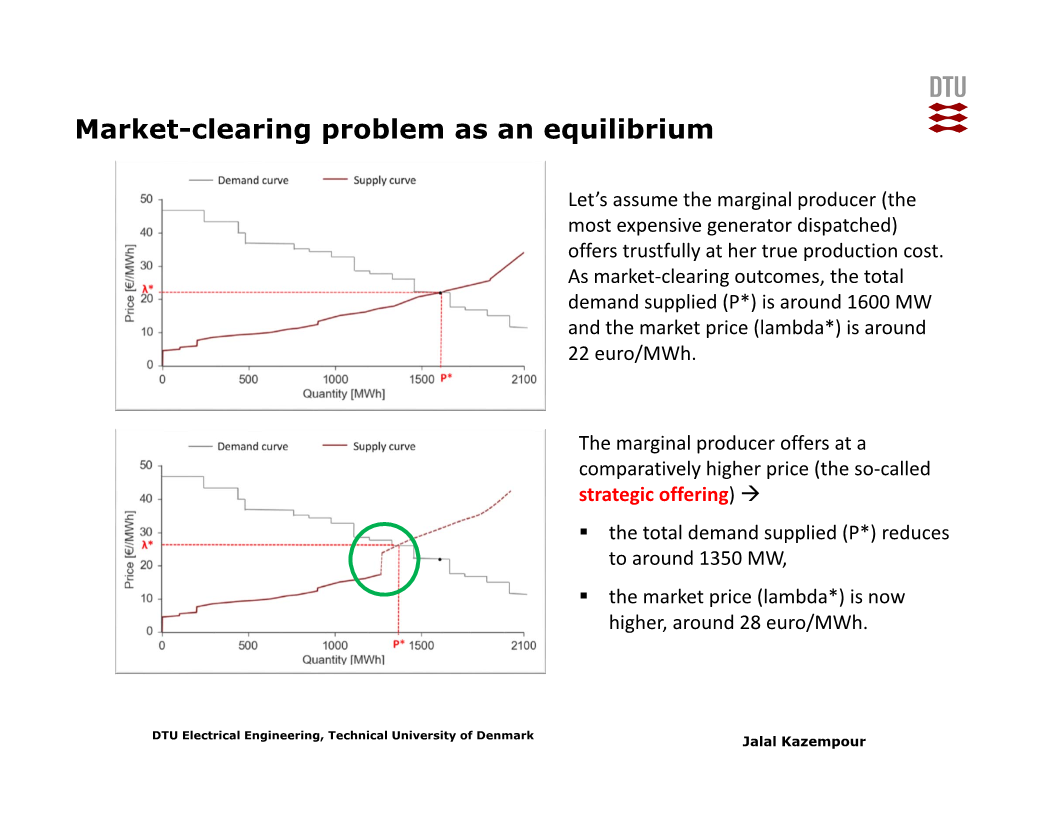 DTU
Market-clearing problem as an equilibrium
Demand curve
Supply curve
50
40
30
20
10
0
λ*
Price [€//MWh]
0
500
1000
1500
P*
2100
Quantity [MWh]
Let's assume the marginal producer (the
most expensive generator dispatched)
offers trustfully at her true production cost.
As market-clearing outcomes, the total
demand supplied (P*) is around 1600 MW
and the market price (lambda*) is around
22 euro/MWh.
Demand curve
Supply curve
50
40
30
20
10
0
λ*
Price [€/MWh]
0
500
1000
P*
1500
2100
Quantity [MWh]
The marginal producer offers at a
comparatively higher price (the so-called
strategic offering) →
▪ the total demand supplied (P*) reduces
to around 1350 MW,
▪ the market price (lambda*) is now
higher, around 28 euro/MWh.
DTU Electrical Engineering, Technical University of Denmark
Jalal Kazempour